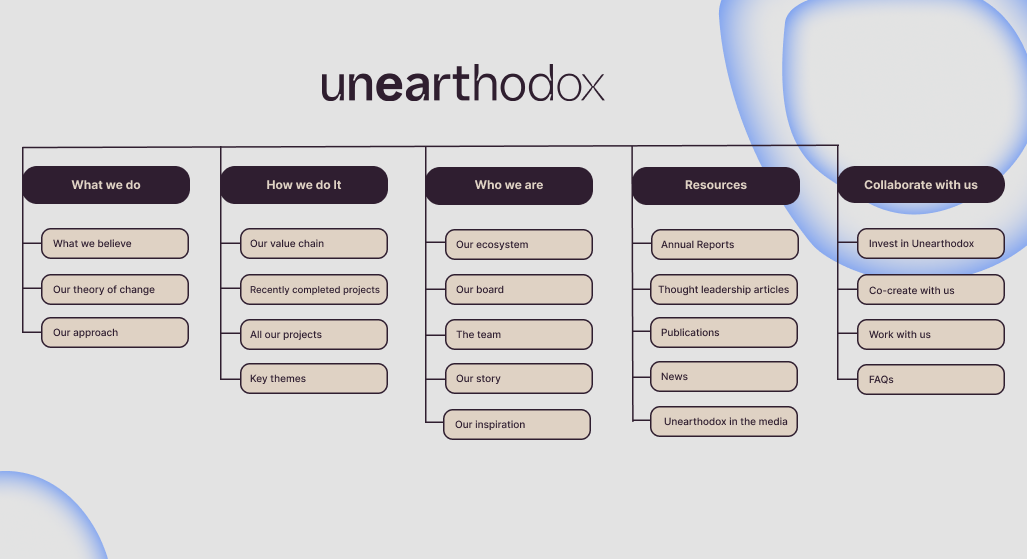 unearthodox
What we do
What we believe
Our theory of change
Our approach
How we do It
Our value chain
Recently completed projects
All our projects
Key themes
Who we are
Our ecosystem
Our board
The team
Our story
Our inspiration
Resources
Annual Reports
Thought leadership articles
Publications
News
Unearthodox in the media
Collaborate with us
Invest in Unearthodox
Co-create with us
Work with us
FAQs